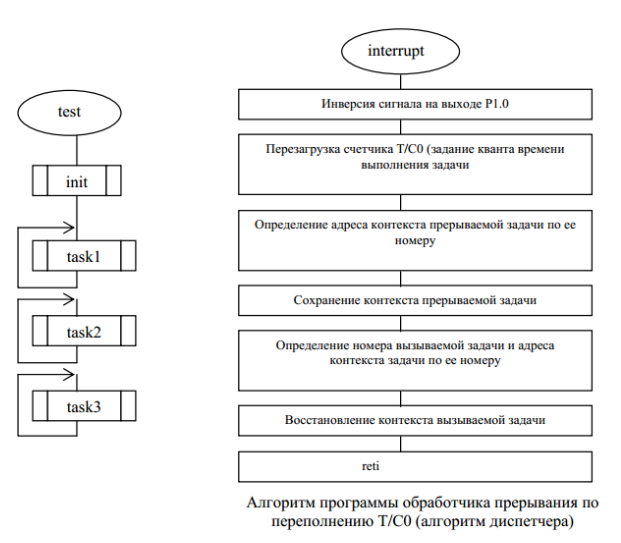 test
init
task1
task2
task3
interrupt
Инверсия сигнала на выходе P1.0
Перезагрузка счетчика T/C0 (задание кванта времени
выполнения задачи
Определение адреса контекста прерываемой задачи по ее
номеру
Сохранение контекста прерываемой задачи
Определение номера вызываемой задачи и адреса
контекста задачи по ее номеру
Восстановление контекста вызываемой задачи
reti
Алгоритм программы обработчика прерывания по
переполнению T/C0 (алгоритм диспетчера)